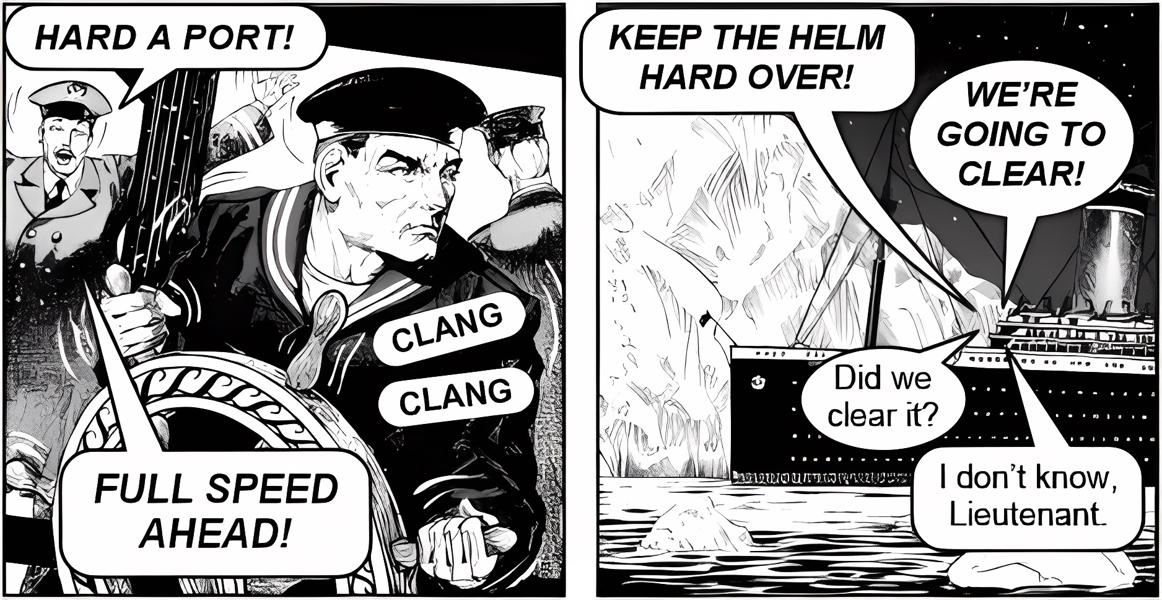 HARD A PORT!
FULL SPEED
AHEAD!
CLANG
CLANG
KEEP THE HELM
HARD OVER!
WE'RE
GOING TO
CLEAR!
Did we
clear it?
I don't know,
Lieutenant.